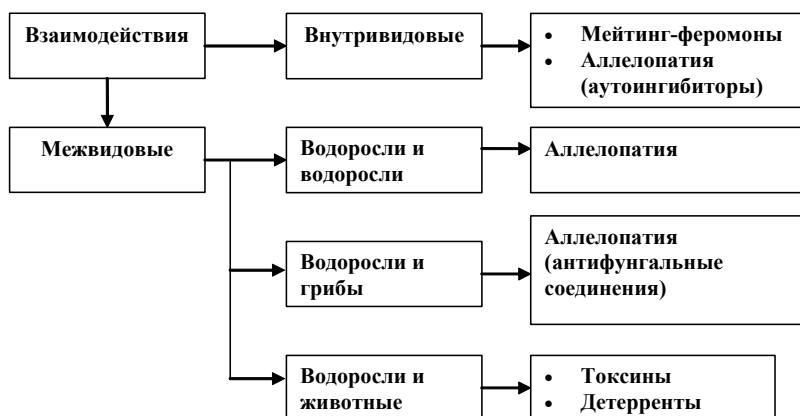 Взаимодействия
Внутривидовые
• Мейтинг-феромоны
• Аллелопатия
(аутоингибиторы)
Межвидовые
Водоросли и
водоросли
Аллелопатия
Водоросли и
грибы
Аллелопатия
(антифунгальные
соединения)
Водоросли и
животные
• Токсины
• Детерренты